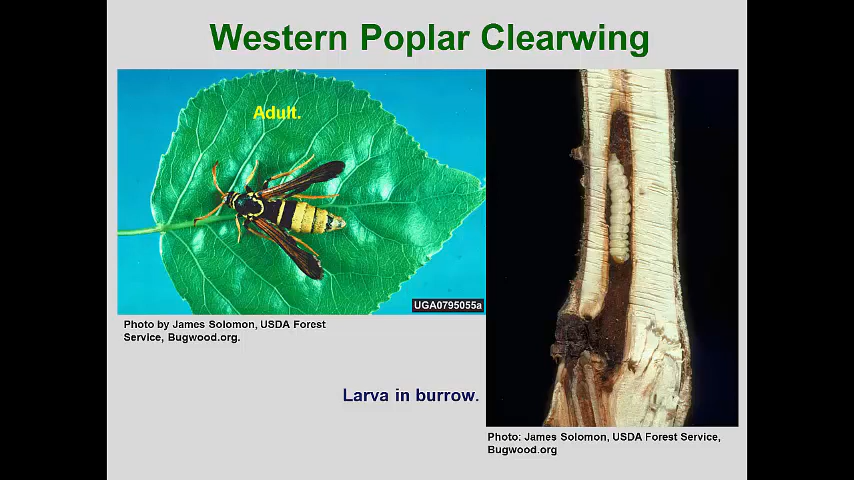 Western Poplar Clearwing
Adult.
UGA0795055a
Photo by James Solomon, USDA Forest
Service, Bugwood.org.
Larva in burrow.
Photo: James Solomon, USDA Forest Service,
Bugwood.org